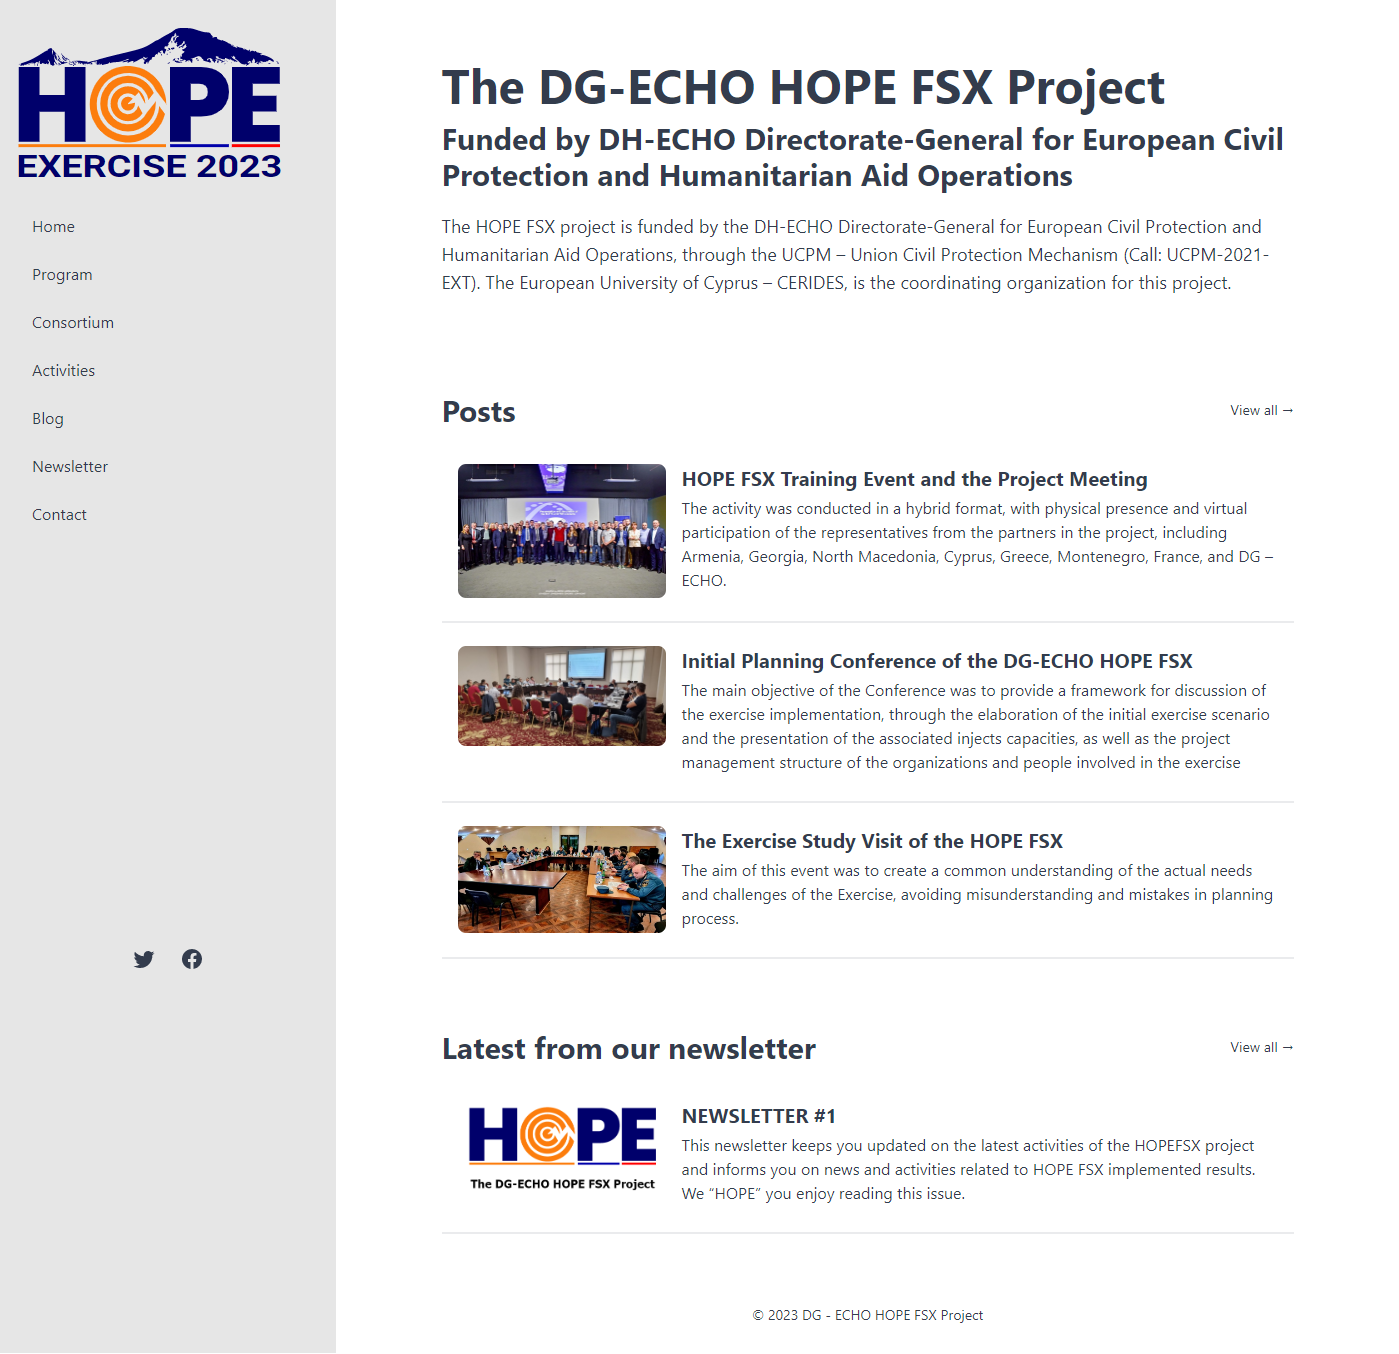 HOPE
EXERCISE 2023
Home
Program
Consortium
Activities
Blog
Newsletter
Contact
The DG-ECHO HOPE FSX Project
Funded by DH-ECHO Directorate-General for European Civil
Protection and Humanitarian Aid Operations
The HOPE FSX project is funded by the DH-ECHO Directorate-General for European Civil Protection and
Humanitarian Aid Operations, through the UCPM – Union Civil Protection Mechanism (Call: UCPM-2021-
EXT). The European University of Cyprus – CERIDES, is the coordinating organization for this project.
Posts
View all →
HOPE FSX Training Event and the Project Meeting
The activity was conducted in a hybrid format, with physical presence and virtual
participation of the representatives from the partners in the project, including
Armenia, Georgia, North Macedonia, Cyprus, Greece, Montenegro, France, and DG –
ECHO.
Initial Planning Conference of the DG-ECHO HOPE FSX
The main objective of the Conference was to provide a framework for discussion of
the exercise implementation, through the elaboration of the initial exercise scenario
and the presentation of the associated injects capacities, as well as the project
management structure of the organizations and people involved in the exercise
The Exercise Study Visit of the HOPE FSX
The aim of this event was to create a common understanding of the actual needs
and challenges of the Exercise, avoiding misunderstanding and mistakes in planning
process.
Latest from our newsletter
View all →
HOPE
The DG-ECHO HOPE FSX Project
NEWSLETTER #1
This newsletter keeps you updated on the latest activities of the HOPEFSX project
and informs you on news and activities related to HOPE FSX implemented results.
We “HOPE” you enjoy reading this issue.
© 2023 DG - ECHO HOPE FSX Project